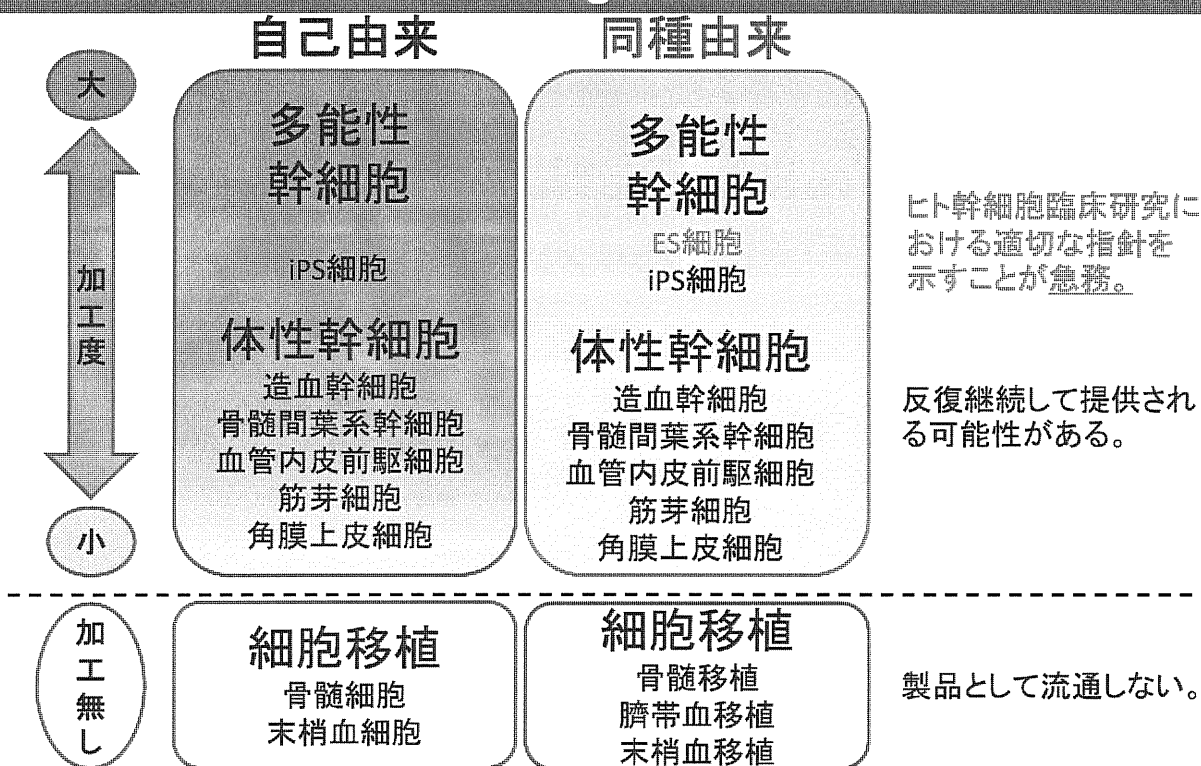 自己由来
同種由来
大
加工度
小
多能性
幹細胞
iPS細胞
体性幹細胞
造血幹細胞
骨髄間葉系幹細胞
血管内皮前駆細胞
筋芽細胞
角膜上皮細胞
多能性
幹細胞
ES細胞
iPS細胞
体性幹細胞
造血幹細胞
骨髄間葉系幹細胞
血管内皮前駆細胞
筋芽細胞
角膜上皮細胞
ヒト幹細胞臨床研究に
おける適切な指針を
示すことが急務。
反復継続して提供され
る可能性がある。
加工無し
細胞移植
骨髄細胞
末梢血細胞
細胞移植
骨髄移植
臍帯血移植
末梢血移植
製品として流通しない。